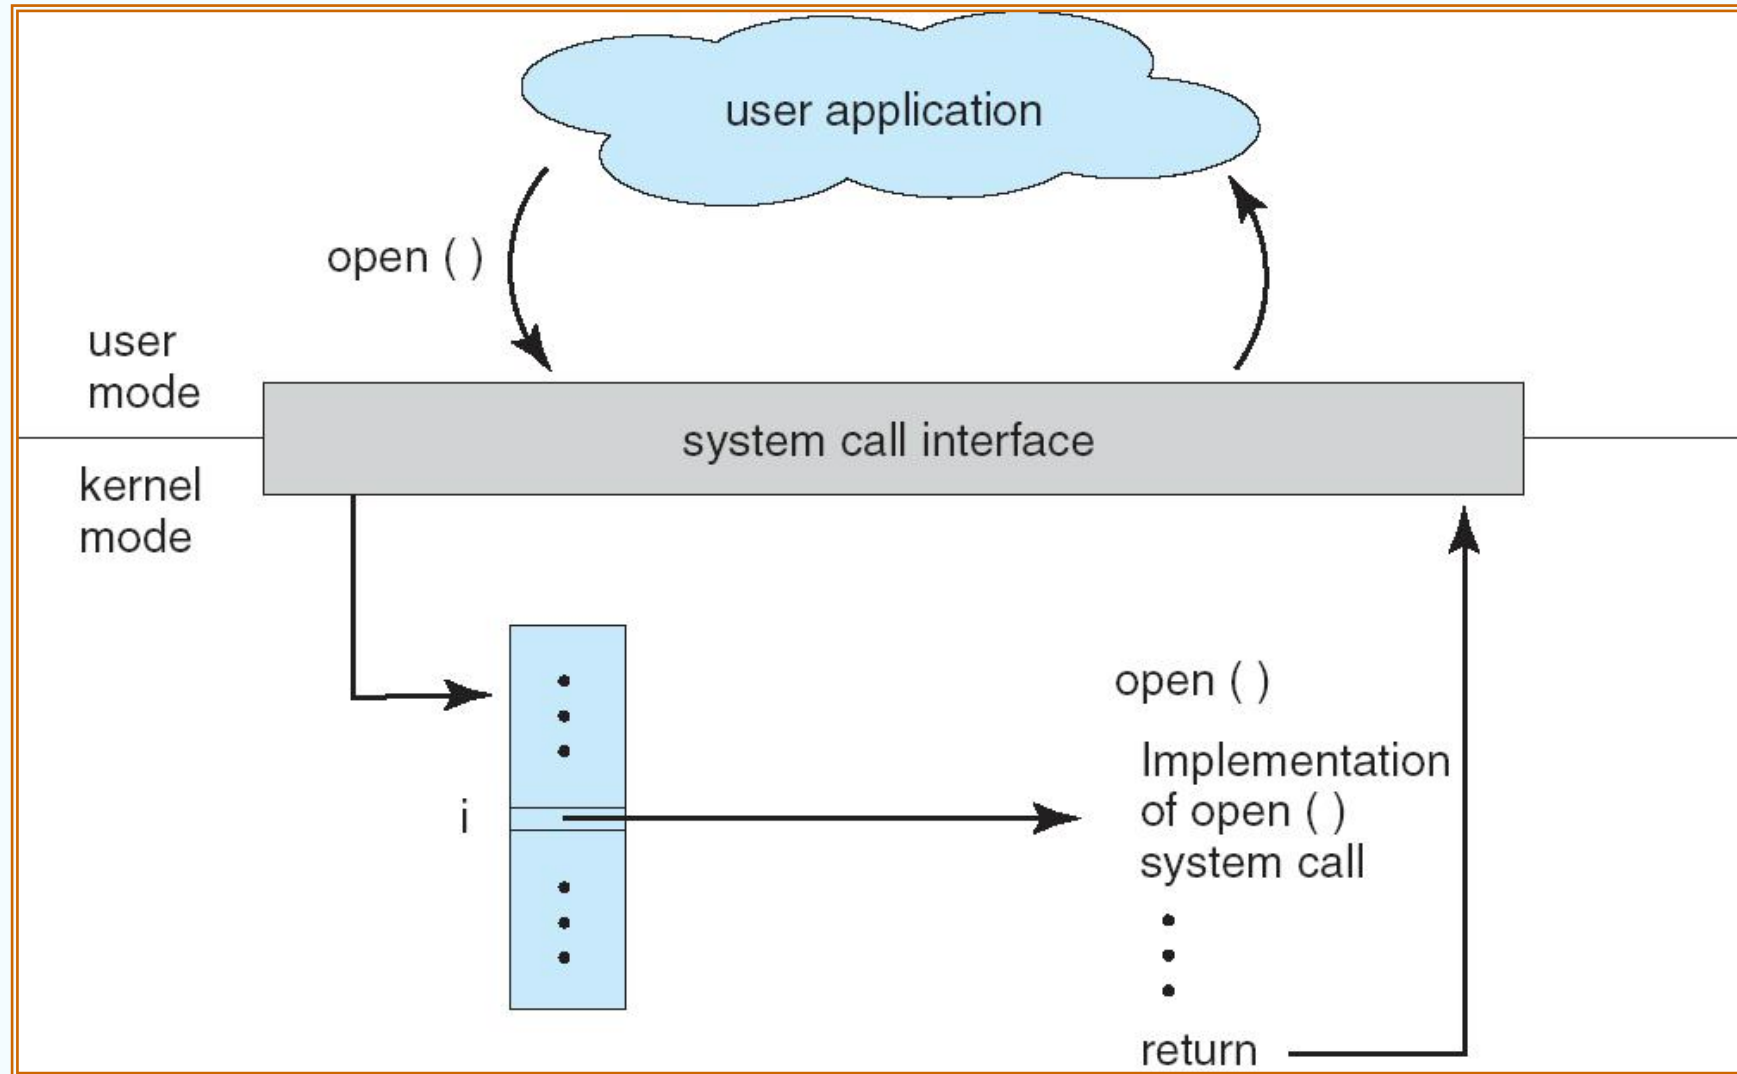 user application
open ( )
user
mode
system call interface
kernel
mode
open ( )
Implementation
of open ( )
system call
i
return